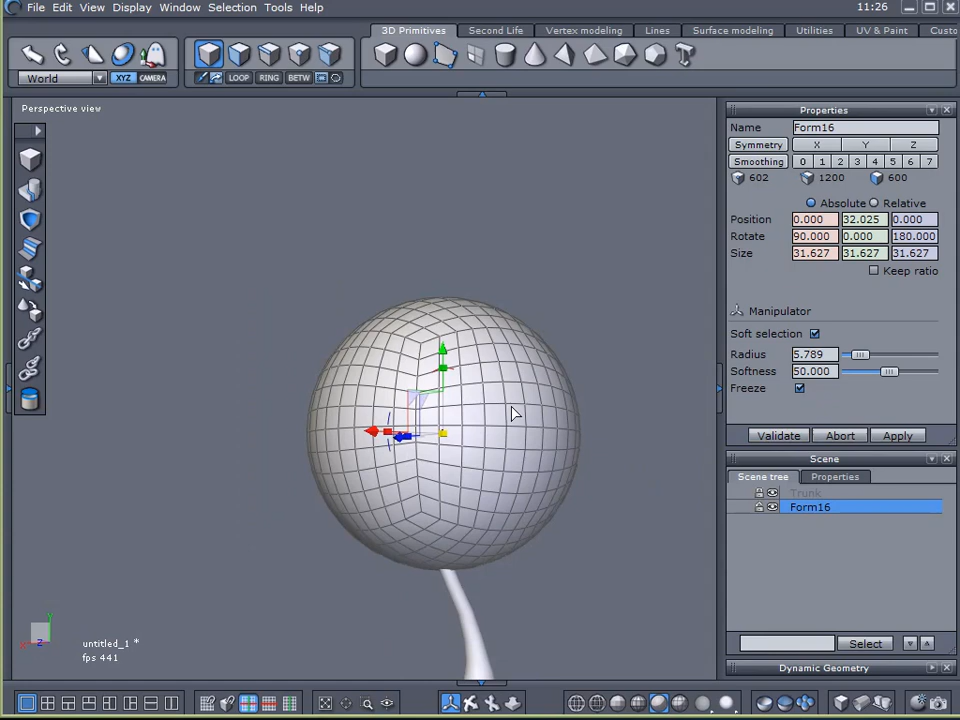 File Edit View Display Window Selection Tools Help 11:26
3D Primitives Second Life Vertex modeling Lines Surface modeling Utilities UV & Paint Custo
World XYZ CAMERA LOOP RING BETW
Perspective view
Properties
Name Form16
Symmetry X Y Z
Smoothing 0 1 2 3 4 5 6 7
602 1200 600
Absolute Relative
Position 0.000 32.025 0.000
Rotate 90.000 0.000 180.000
Size 31.627 31.627 31.627
Keep ratio
Manipulator
Soft selection
Radius 5.789
Softness 50.000
Freeze
Validate Abort Apply
Scene
Scene tree Properties
Trunk
Form16
Select
Dynamic Geometry
Y
X Z
untitled_1 *
fps 441